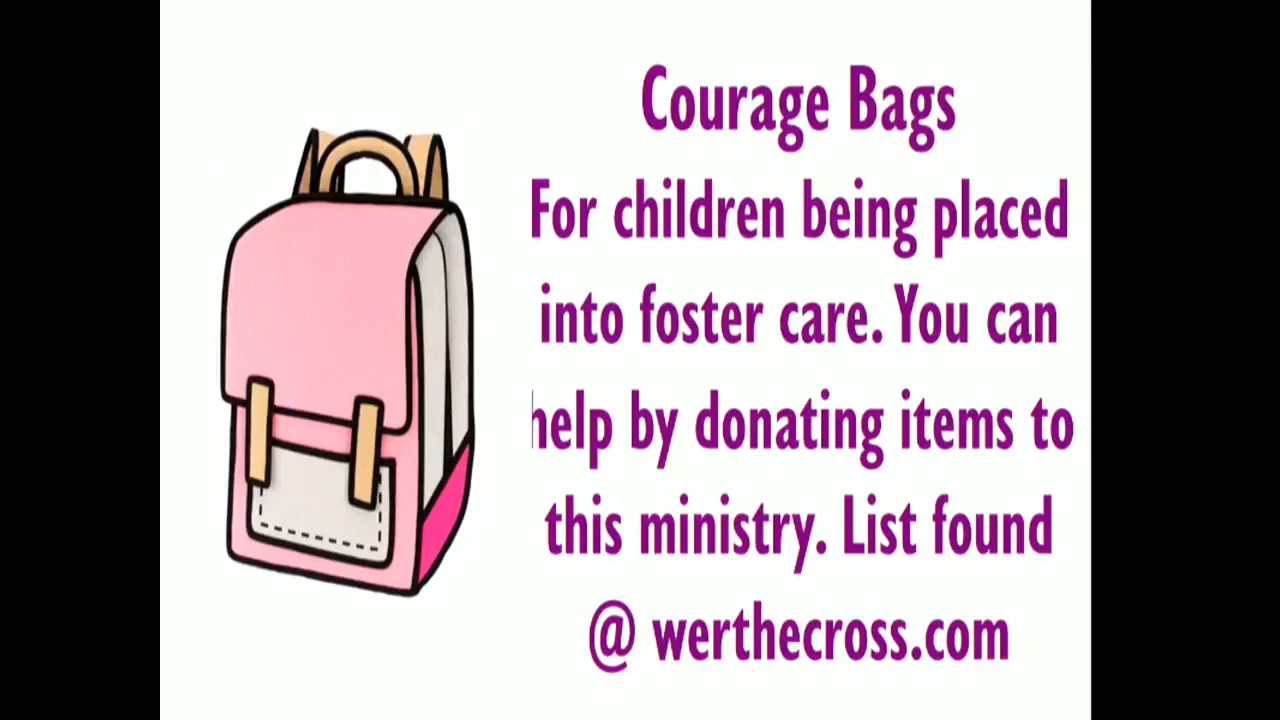 Courage Bags
For children being placed
into foster care. You can
help by donating items to
this ministry. List found
@ werthecross.com